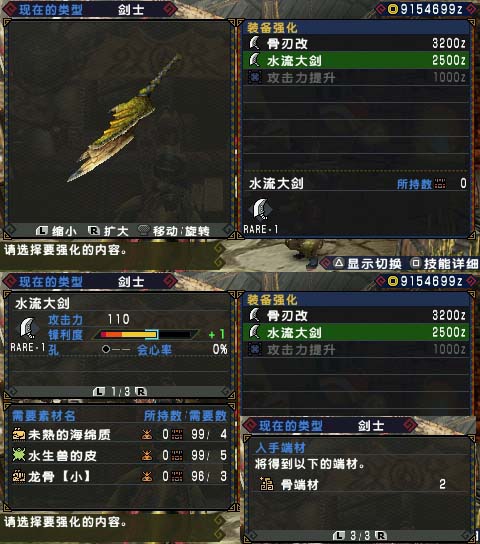 现在的类型 剑士
9154699z
装备强化
骨刃改 3200z
水流大剑 2500z
攻击力提升 1000z
水流大剑 所持数 0
RARE-1
L 缩小 R 扩大 移动/旋转
请选择要强化的内容。
△ 显示切换 □ 技能详细
现在的类型 剑士
9154699z
水流大剑
RARE-1
攻击力 110
锋利度 +1
孔 ●-- 会心率 0%
L 1/3 R
装备强化
骨刃改 3200z
水流大剑 2500z
攻击力提升 1000z
需要素材名 所持数/需要数
未熟的海绵质 0 99/ 4
水生兽的皮 0 99/ 5
龙骨【小】 0 96/ 3
请选择要强化的内容。
现在的类型 剑士
入手端材
将得到以下的端材。
骨端材 2
L 3/3 R